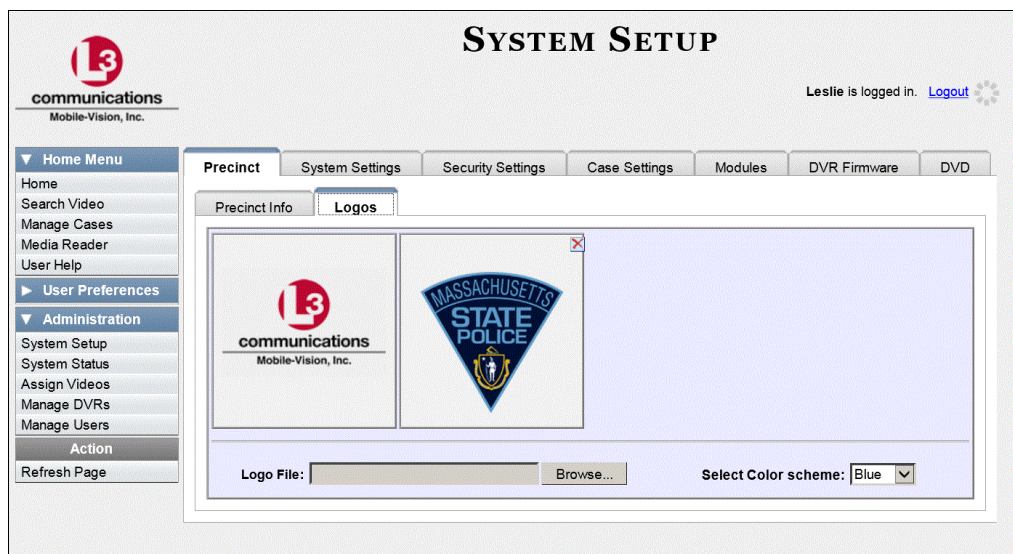 SYSTEM SETUP
L3
communications
Mobile-Vision, Inc.
Leslie is logged in. Logout
Home Menu
Home
Search Video
Manage Cases
Media Reader
User Help
User Preferences
Administration
System Setup
System Status
Assign Videos
Manage DVRs
Manage Users
Action
Refresh Page
Precinct System Settings Security Settings Case Settings Modules DVR Firmware DVD
Precinct Info Logos
L3
communications
Mobile-Vision, Inc.
MASSACHUSETTS
STATE
POLICE
Logo File: Browse... Select Color scheme: Blue